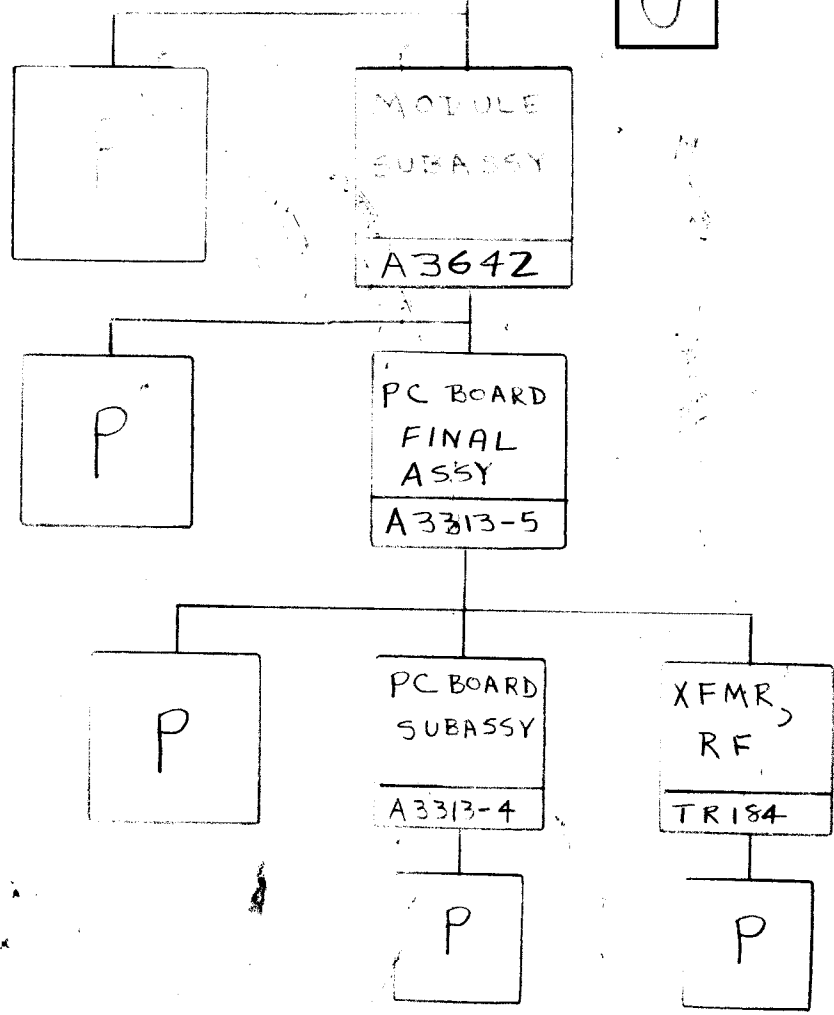 P
MODULE
SUBASSY
A3642
P
PC BOARD
FINAL
ASSY
A3313-5
P
PC BOARD
SUBASSY
A3313-4
XFMR,
RF
TR184
P
P